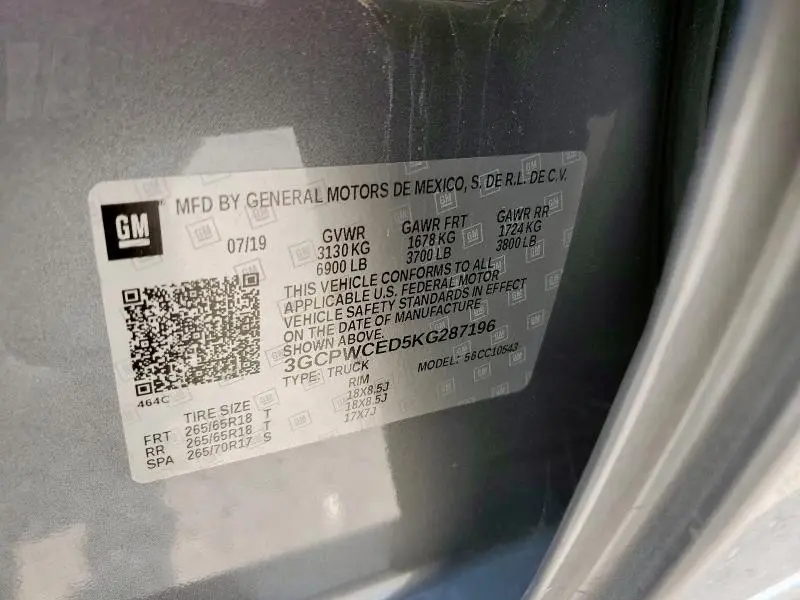 GM
MFD BY GENERAL MOTORS DE MEXICO, S. DE R.L. DE C.V.
07/19
GVWR
3130 KG
6900 LB
GAWR FRT
1678 KG
3700 LB
GAWR RR
1724 KG
3800 LB
THIS VEHICLE CONFORMS TO ALL
APPLICABLE U.S. FEDERAL MOTOR
VEHICLE SAFETY STANDARDS IN EFFECT
ON THE DATE OF MANUFACTURE
SHOWN ABOVE.
3GCPWCED5KG287196
TYPE: TRUCK MODEL: 56CC10543
464C
TIRE SIZE RIM
FRT 265/65R18 T 18X8.5J
RR 265/65R18 T 18X8.5J
SPA 265/70R17 S 17X7J